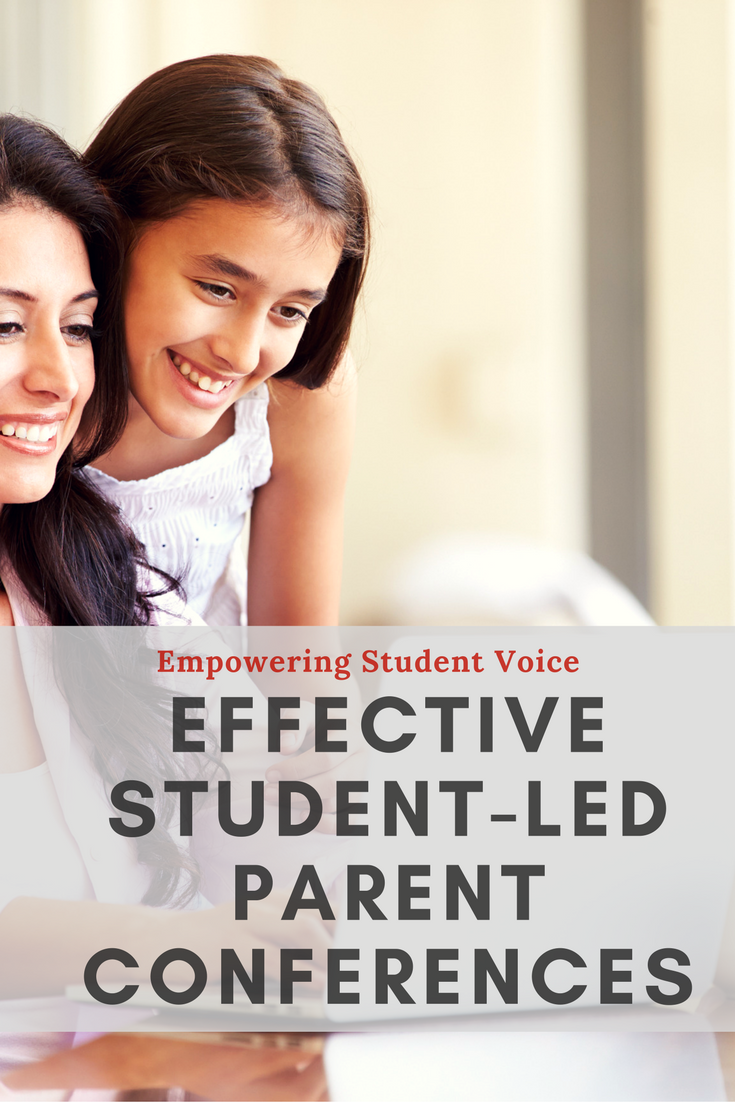 Empowering Student Voice
EFFECTIVE
STUDENT-LED
PARENT
CONFERENCES